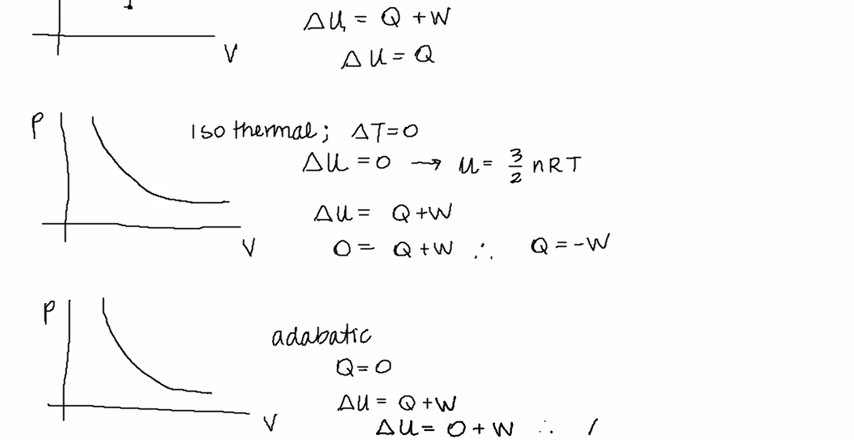 ΔU = Q + W
V
ΔU = Q
P
Isothermal; ΔT=0
ΔU = 0 → U = 3/2 nRT
ΔU = Q+W
0 = Q+W ∴ Q = -W
V
P
adabatic
Q = 0
ΔU = Q+W
V
ΔU = 0 + W ∴